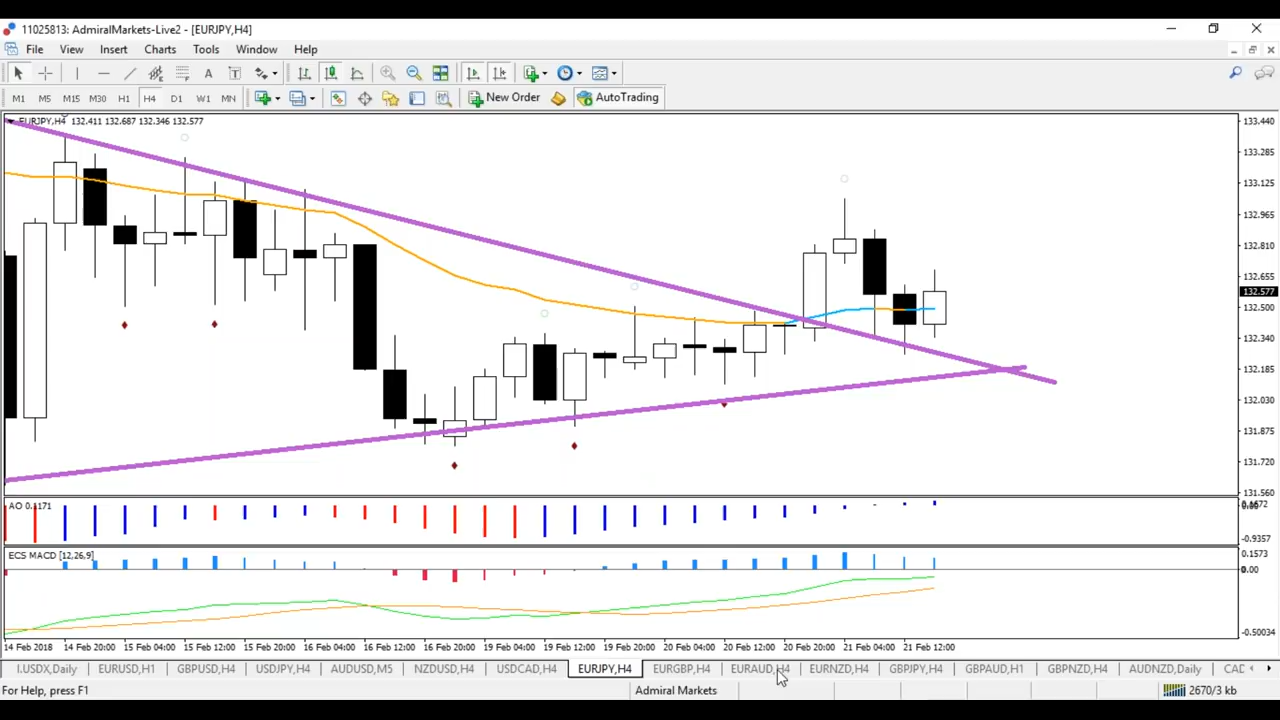 11025813: AdmiralMarkets-Live2 - [EURJPY,H4]
File View Insert Charts Tools Window Help
A T New Order AutoTrading
M1 M5 M15 M30 H1 H4 D1 W1 MN
EURJPY,H4 132.411 132.687 132.346 132.577
133.440
133.285
133.125
132.965
132.810
132.655
132.577
132.500
132.340
132.185
132.030
131.875
131.720
131.560
AO 0.1171
-0.9357
ECS MACD [12,26,9]
0.1573
0.00
-0.50034
14 Feb 2018 14 Feb 20:00 15 Feb 04:00 15 Feb 12:00 15 Feb 20:00 16 Feb 04:00 16 Feb 12:00 16 Feb 20:00 19 Feb 04:00 19 Feb 12:00 19 Feb 20:00 20 Feb 04:00 20 Feb 12:00 20 Feb 20:00 21 Feb 04:00 21 Feb 12:00
I.USDX,Daily EURUSD,H1 GBPUSD,H4 USDJPY,H4 AUDUSD,M5 NZDUSD,H4 USDCAD,H4 EURJPY,H4 EURGBP,H4 EURAUD,H4 EURNZD,H4 GBPJPY,H4 GBPAUD,H1 GBPNZD,H4 AUDNZD,Daily CAD
For Help, press F1 Admiral Markets 2670/3 kb